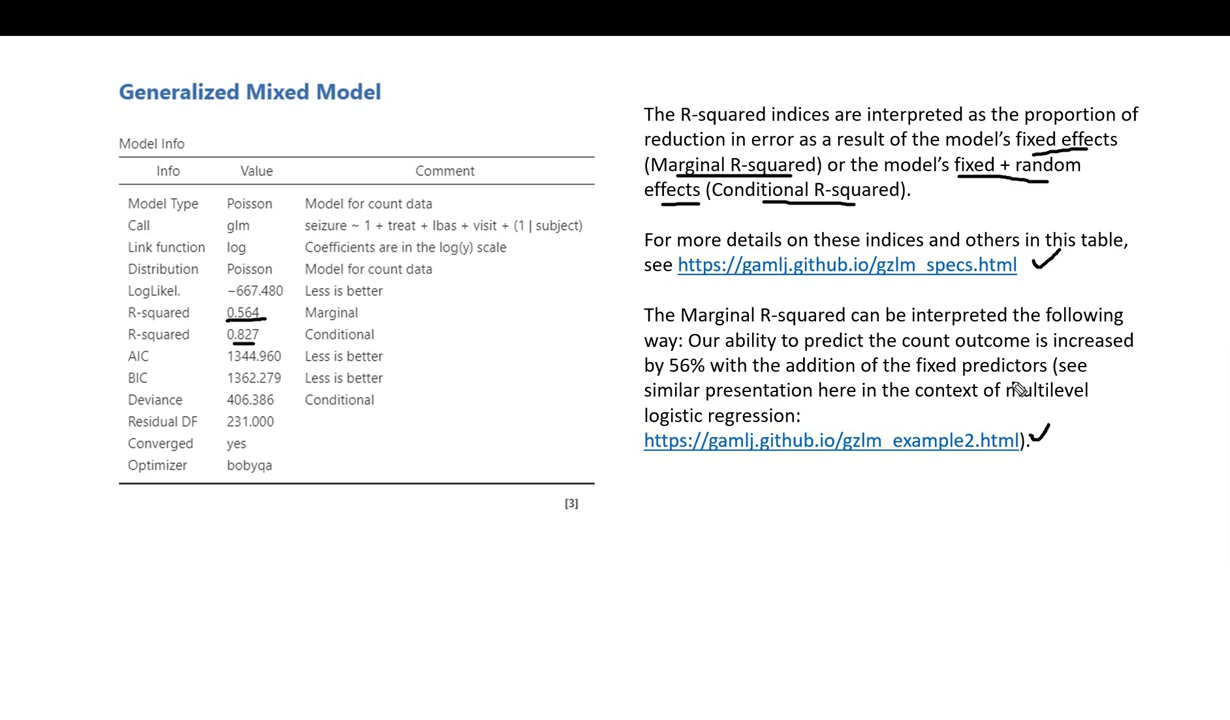 Generalized Mixed Model
Model Info
Info Value Comment
Model Type Poisson Model for count data
Call glm seizure ~ 1 + treat + lbas + visit + (1 | subject)
Link function log Coefficients are in the log(y) scale
Distribution Poisson Model for count data
LogLikel. −667.480 Less is better
R-squared 0.564 Marginal
R-squared 0.827 Conditional
AIC 1344.960 Less is better
BIC 1362.279 Less is better
Deviance 406.386 Conditional
Residual DF 231.000
Converged yes
Optimizer bobyqa
[3]
The R-squared indices are interpreted as the proportion of
reduction in error as a result of the model's fixed effects
(Marginal R-squared) or the model's fixed + random
effects (Conditional R-squared).
For more details on these indices and others in this table,
see https://gamlj.github.io/gzlm_specs.html
The Marginal R-squared can be interpreted the following
way: Our ability to predict the count outcome is increased
by 56% with the addition of the fixed predictors (see
similar presentation here in the context of multilevel
logistic regression:
https://gamlj.github.io/gzlm_example2.html).